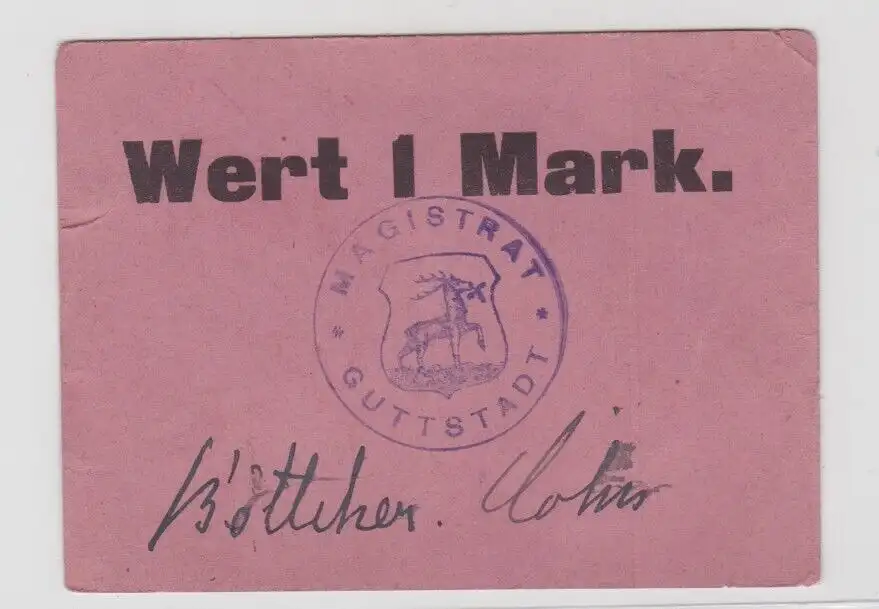 Wert 1 Mark.
MAGISTRAT
* GUTTSTADT *
Böttcher.